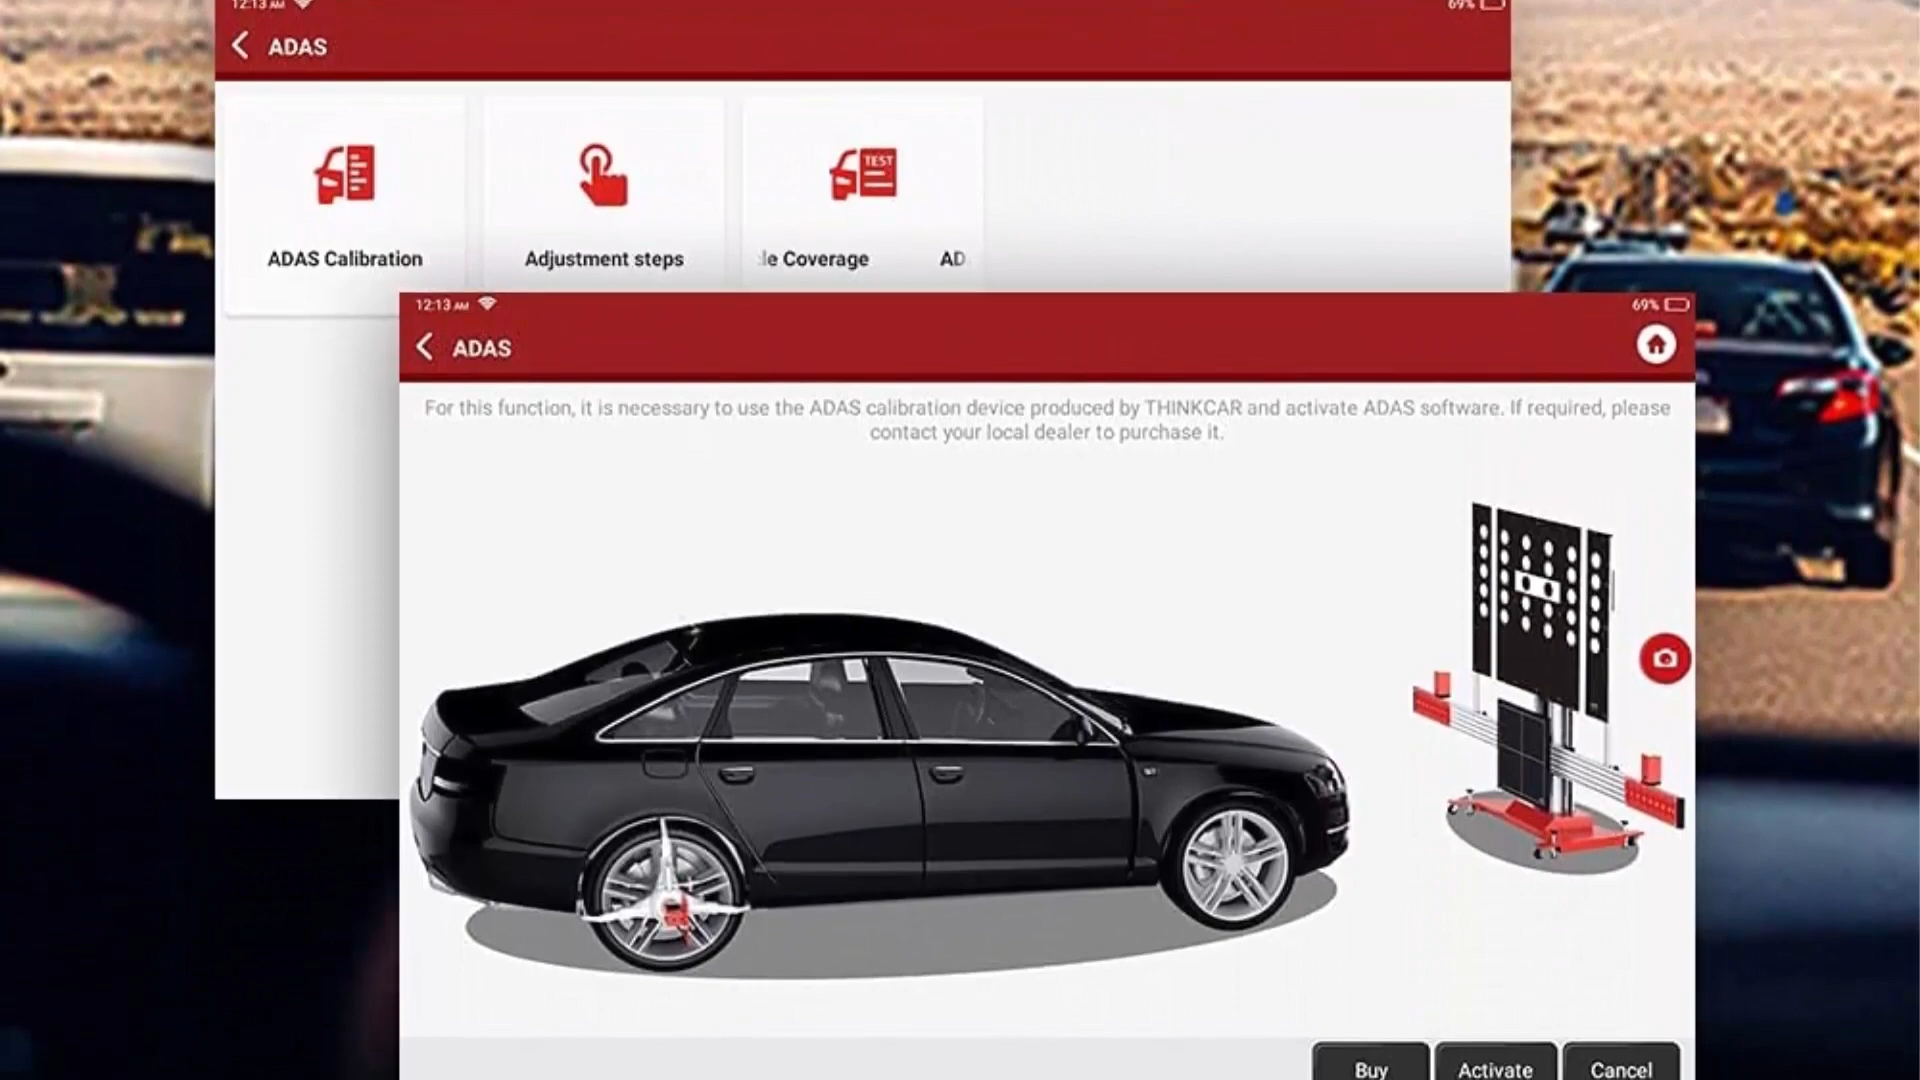 12:13 AM
69%
ADAS
TEST
ADAS Calibration
Adjustment steps
le Coverage AD
12:13 AM
69%
ADAS
For this function, it is necessary to use the ADAS calibration device produced by THINKCAR and activate ADAS software. If required, please
contact your local dealer to purchase it.
Buy
Activate
Cancel